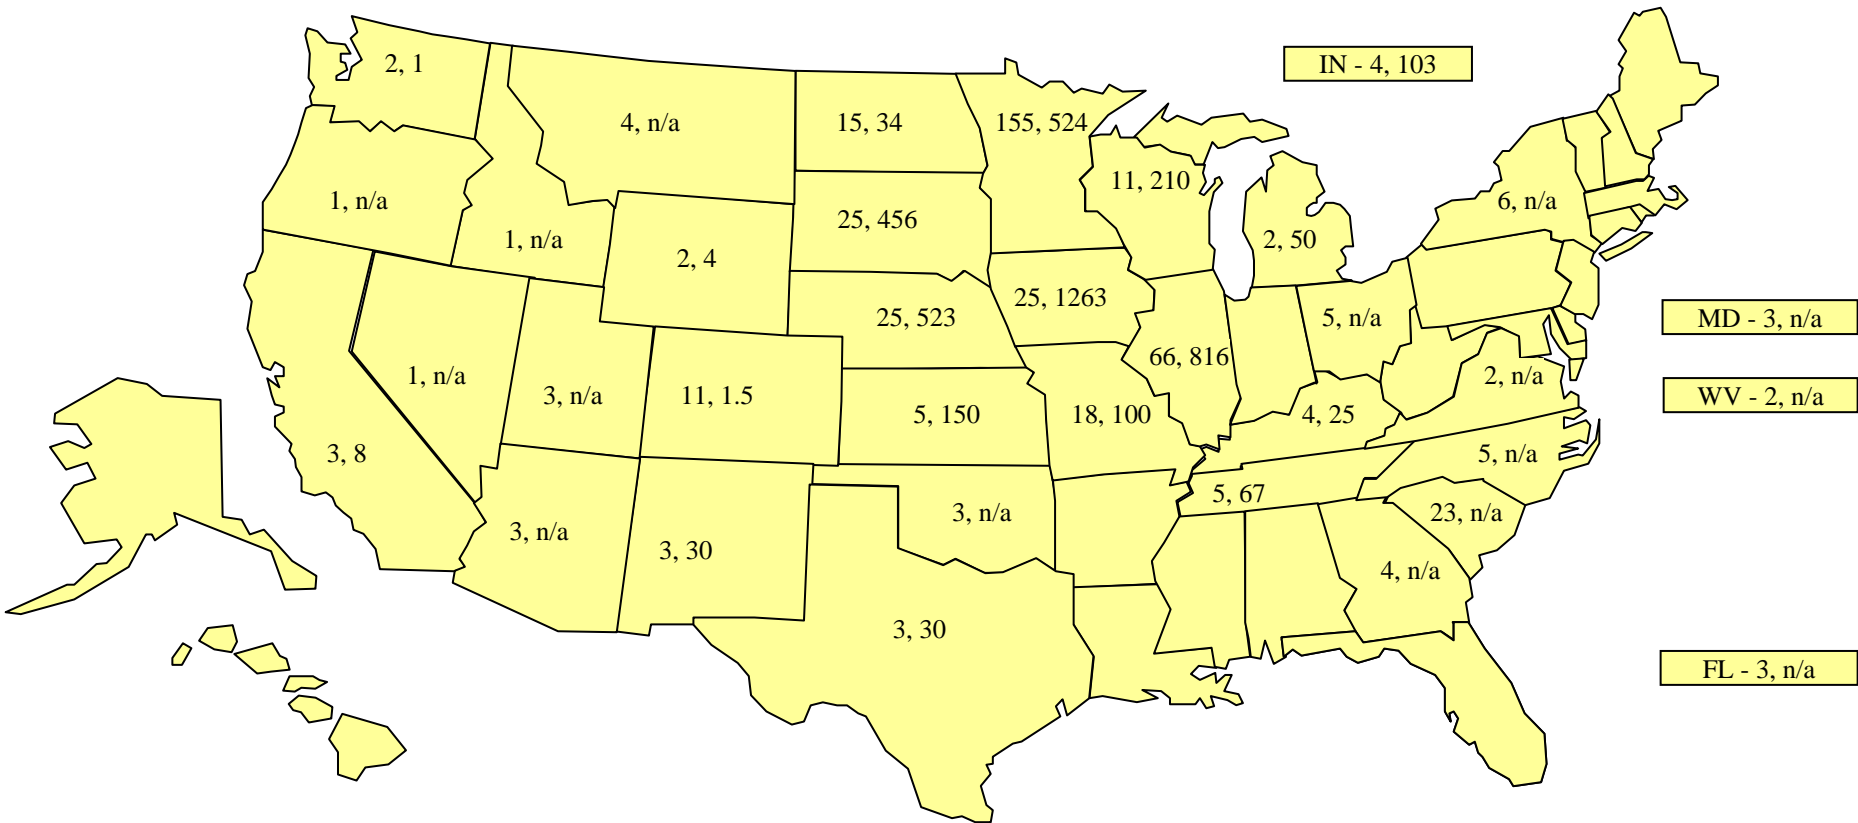 IN - 4, 103
2, 1
4, n/a
15, 34
155, 524
11, 210
1, n/a
6, n/a
25, 456
1, n/a
2, 50
2, 4
25, 1263
25, 523
5, n/a
MD - 3, n/a
66, 816
1, n/a
2, n/a
3, n/a
11, 1.5
WV - 2, n/a
5, 150
18, 100
4, 25
3, 8
5, n/a
5, 67
3, n/a
23, n/a
3, n/a
3, 30
4, n/a
3, 30
FL - 3, n/a